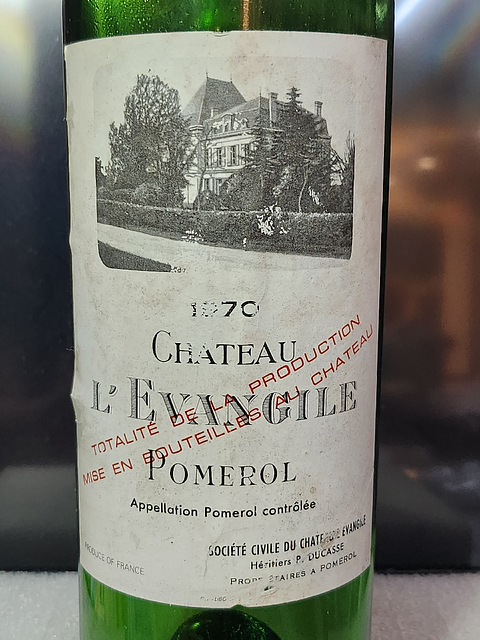 1970
CHATEAU
L'EVANGILE
TOTALITÉ DE LA PRODUCTION
MISE EN BOUTEILLES AU CHATEAU
POMEROL
Appellation Pomerol contrôlée
SOCIÉTÉ CIVILE DU CHATEAU L'EVANGILE
Héritiers P. DUCASSE
PROPRIÉTAIRES A POMEROL
PRODUCE OF FRANCE